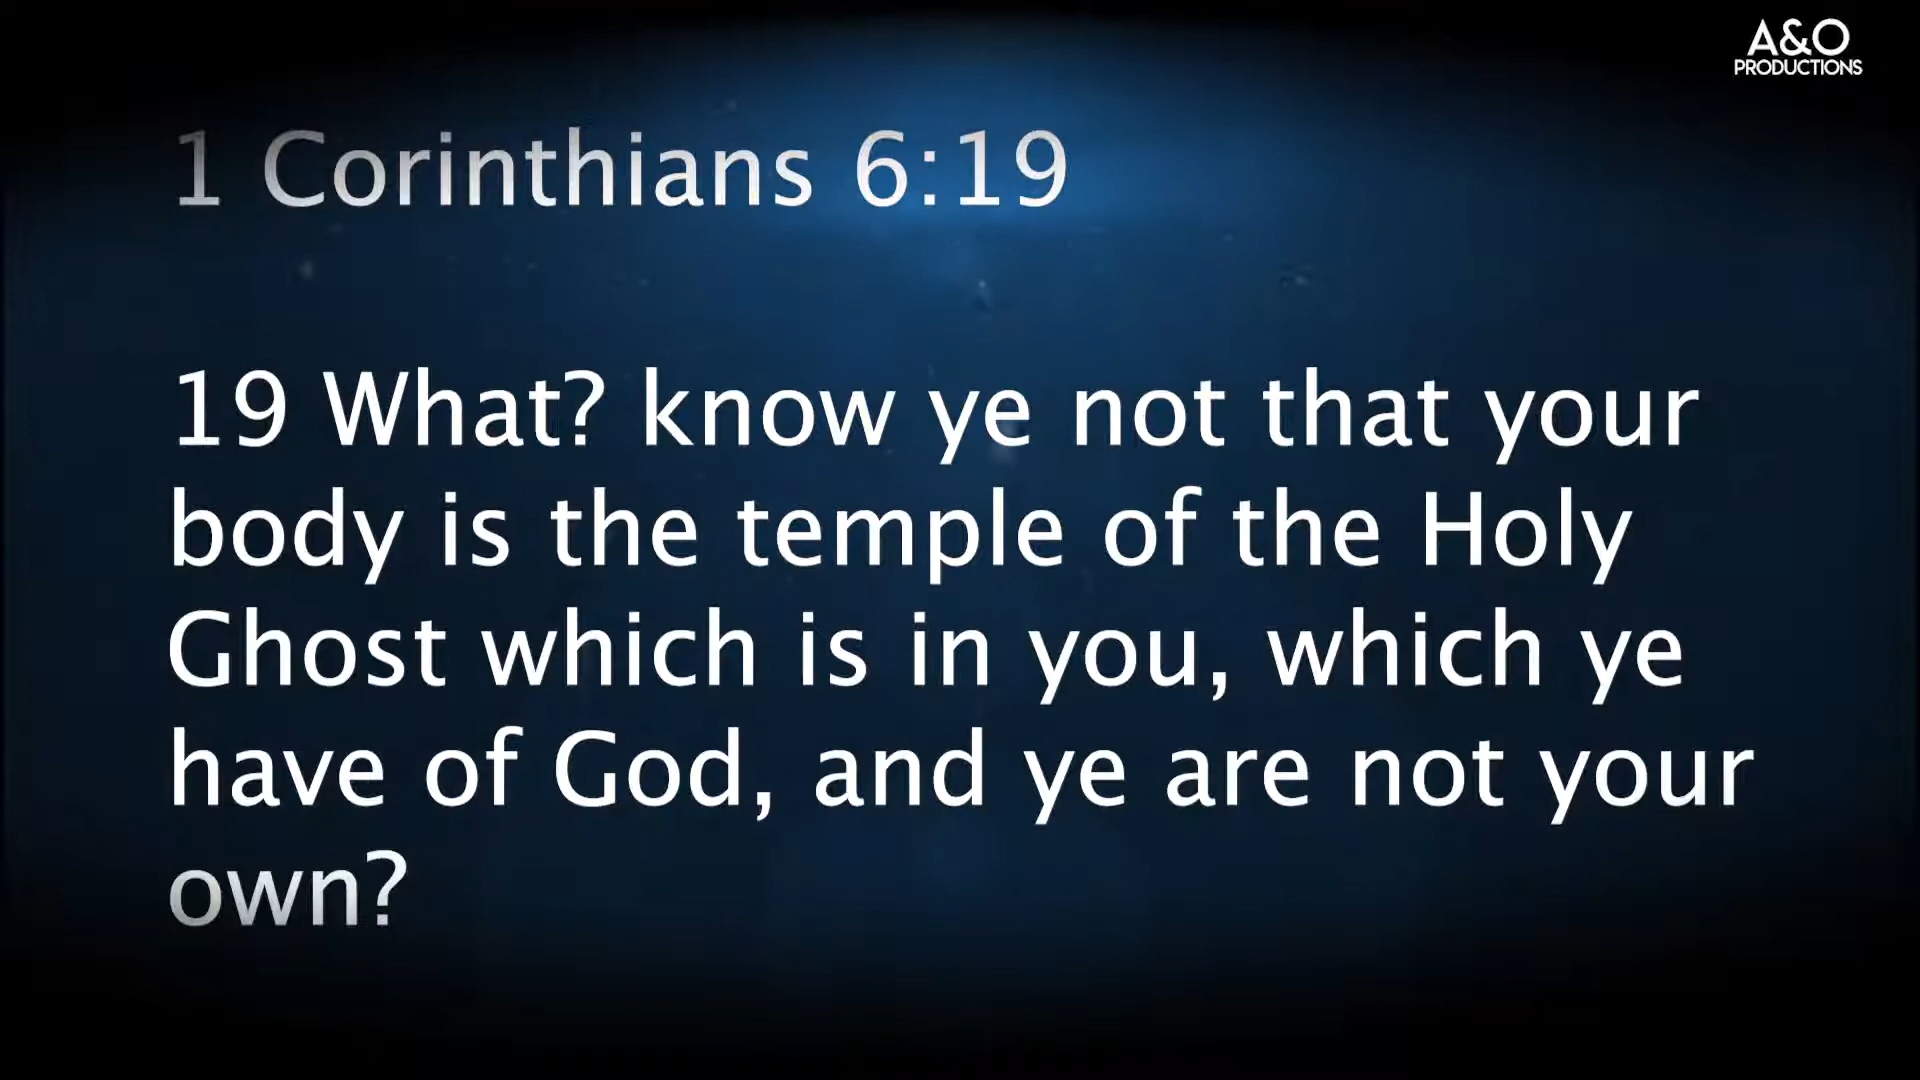 A&O
PRODUCTIONS
1 Corinthians 6:19
19 What? know ye not that your
body is the temple of the Holy
Ghost which is in you, which ye
have of God, and ye are not your
own?